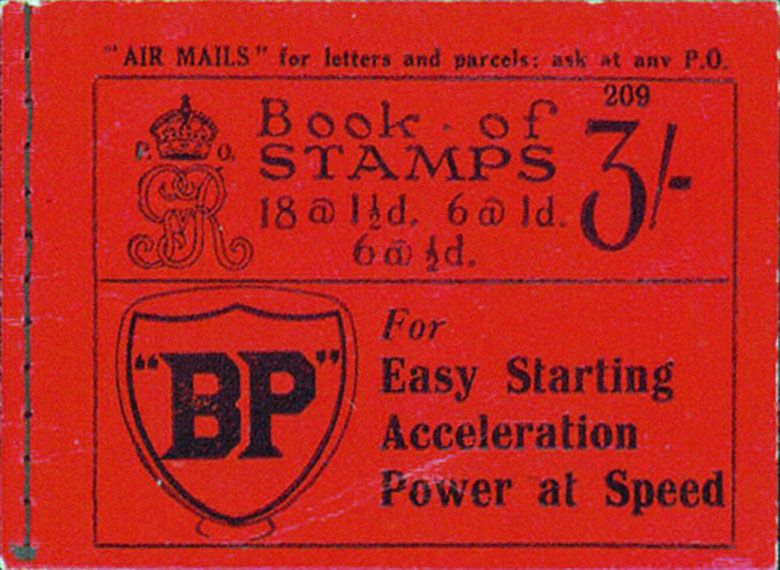 "AIR MAILS" for letters and parcels: ask at any P.O.
209
Book of
STAMPS
3/-
P. O.
GR
18 @ 1½d. 6 @ 1d.
6 @ ½d.
"BP"
For
Easy Starting
Acceleration
Power at Speed